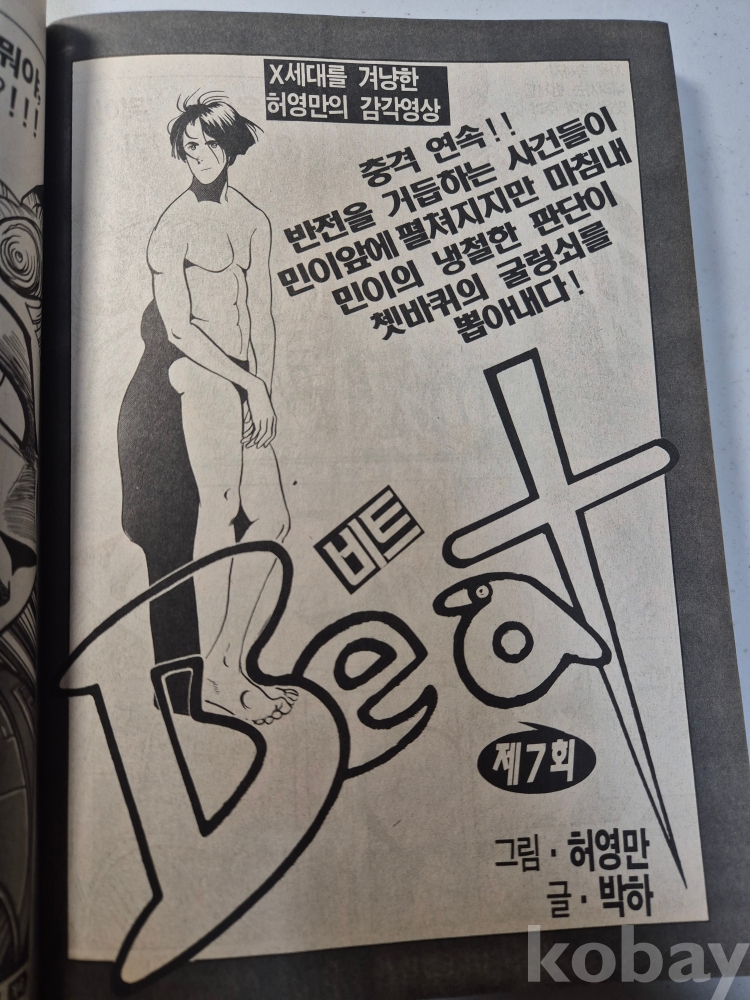 뭐야,
?!!!
X세대를 겨냥한
허영만의 감각영상
충격 연속!!
반전을 거듭하는 사건들이
민이앞에 펼쳐지지만 마침내
민이의 냉철한 판단이
쳇바퀴의 굴렁쇠를
뽑아내다!
비트
Beat
제7회
그림·허영만
글·박하
kobay